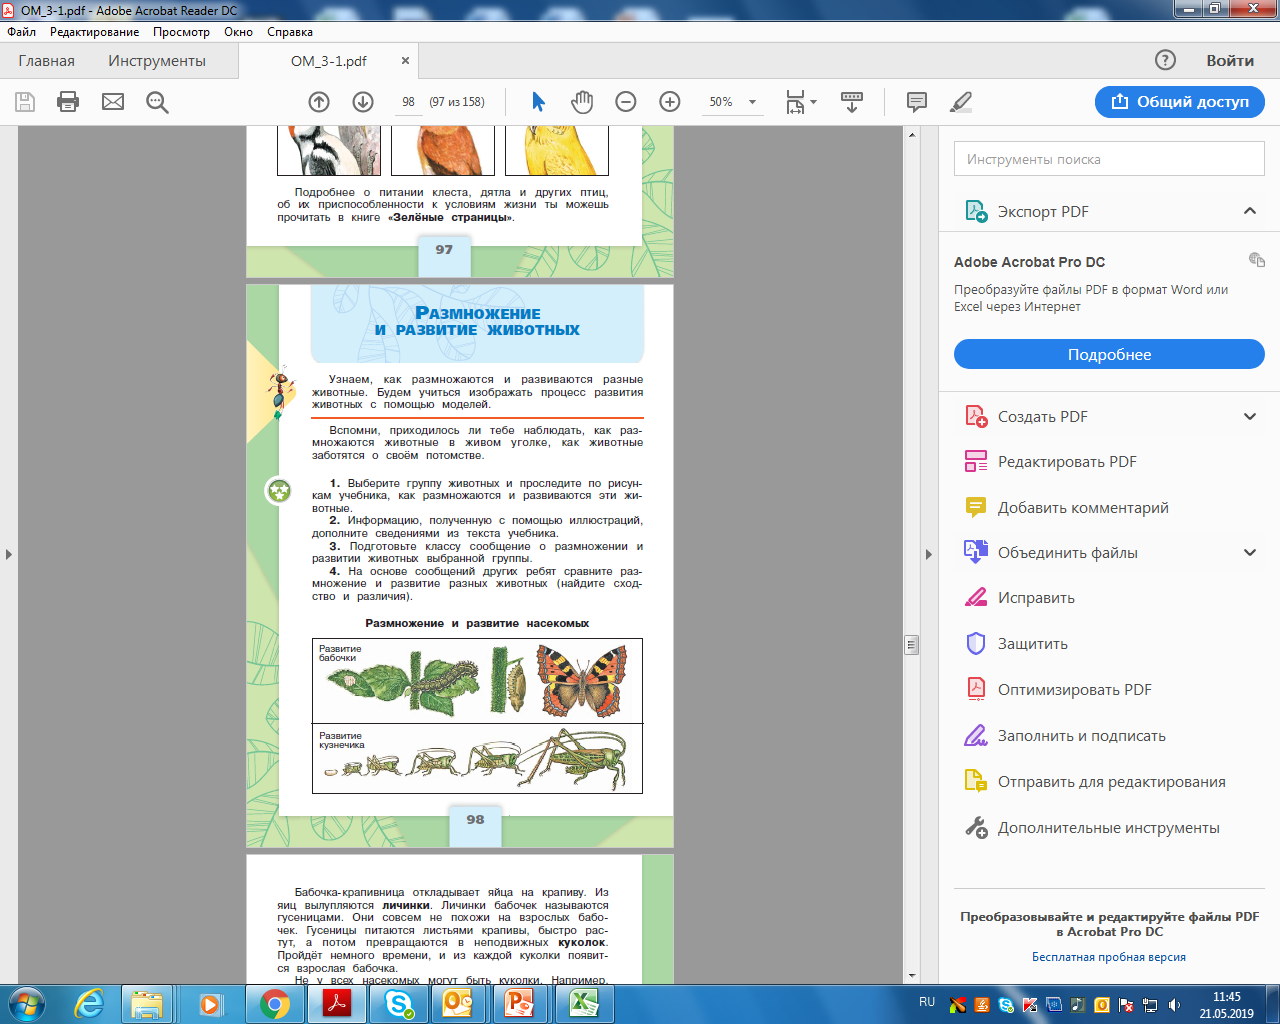 OM_3-1.pdf - Adobe Acrobat Reader DC
Файл Редактирование Просмотр Окно Справка
Главная Инструменты OM_3-1.pdf × ? Войти
98 (97 из 158) 50% Общий доступ
Подробнее о питании клеста, дятла и других птиц,
об их приспособленности к условиям жизни ты можешь
прочитать в книге «Зелёные страницы».
97
Размножение
и развитие животных
Узнаем, как размножаются и развиваются разные
животные. Будем учиться изображать процесс развития
животных с помощью моделей.
Вспомни, приходилось ли тебе наблюдать, как раз-
множаются животные в живом уголке, как животные
заботятся о своём потомстве.
1. Выберите группу животных и проследите по рисун-
кам учебника, как размножаются и развиваются эти жи-
вотные.
2. Информацию, полученную с помощью иллюстраций,
дополните сведениями из текста учебника.
3. Подготовьте классу сообщение о размножении и
развитии животных выбранной группы.
4. На основе сообщений других ребят сравните раз-
множение и развитие разных животных (найдите сход-
ство и различия).
Размножение и развитие насекомых
Развитие
бабочки
Развитие
кузнечика
98
Бабочка-крапивница откладывает яйца на крапиву. Из
яиц вылупляются личинки. Личинки бабочек называются
гусеницами. Они совсем не похожи на взрослых бабо-
чек. Гусеницы питаются листьями крапивы, быстро рас-
тут, а потом превращаются в неподвижных куколок.
Пройдёт немного времени, и из каждой куколки появит-
ся взрослая бабочка.
Не у всех насекомых могут быть куколки. Например,
Инструменты поиска
Экспорт PDF
Adobe Acrobat Pro DC
Преобразуйте файлы PDF в формат Word или
Excel через Интернет
Подробнее
Создать PDF
Редактировать PDF
Добавить комментарий
Объединить файлы
Исправить
Защитить
Оптимизировать PDF
Заполнить и подписать
Отправить для редактирования
Дополнительные инструменты
Преобразовывайте и редактируйте файлы PDF
в Acrobat Pro DC
Бесплатная пробная версия
RU
11:45
21.05.2019